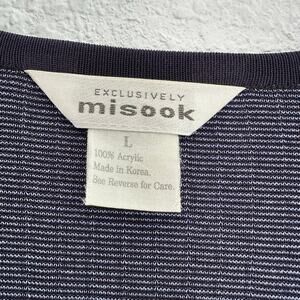 EXCLUSIVELY
misook
L
100% Acrylic
Made in Korea.
See Reverse for Care.